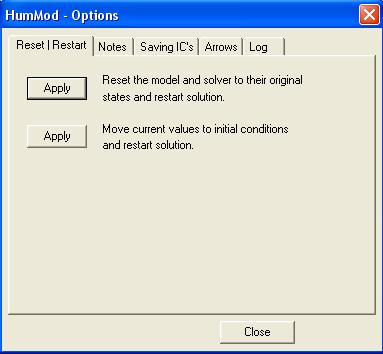 HumMod - Options
Reset | Restart Notes Saving IC's Arrows Log
Apply Reset the model and solver to their original
states and restart solution.
Apply Move current values to initial conditions
and restart solution.
Close